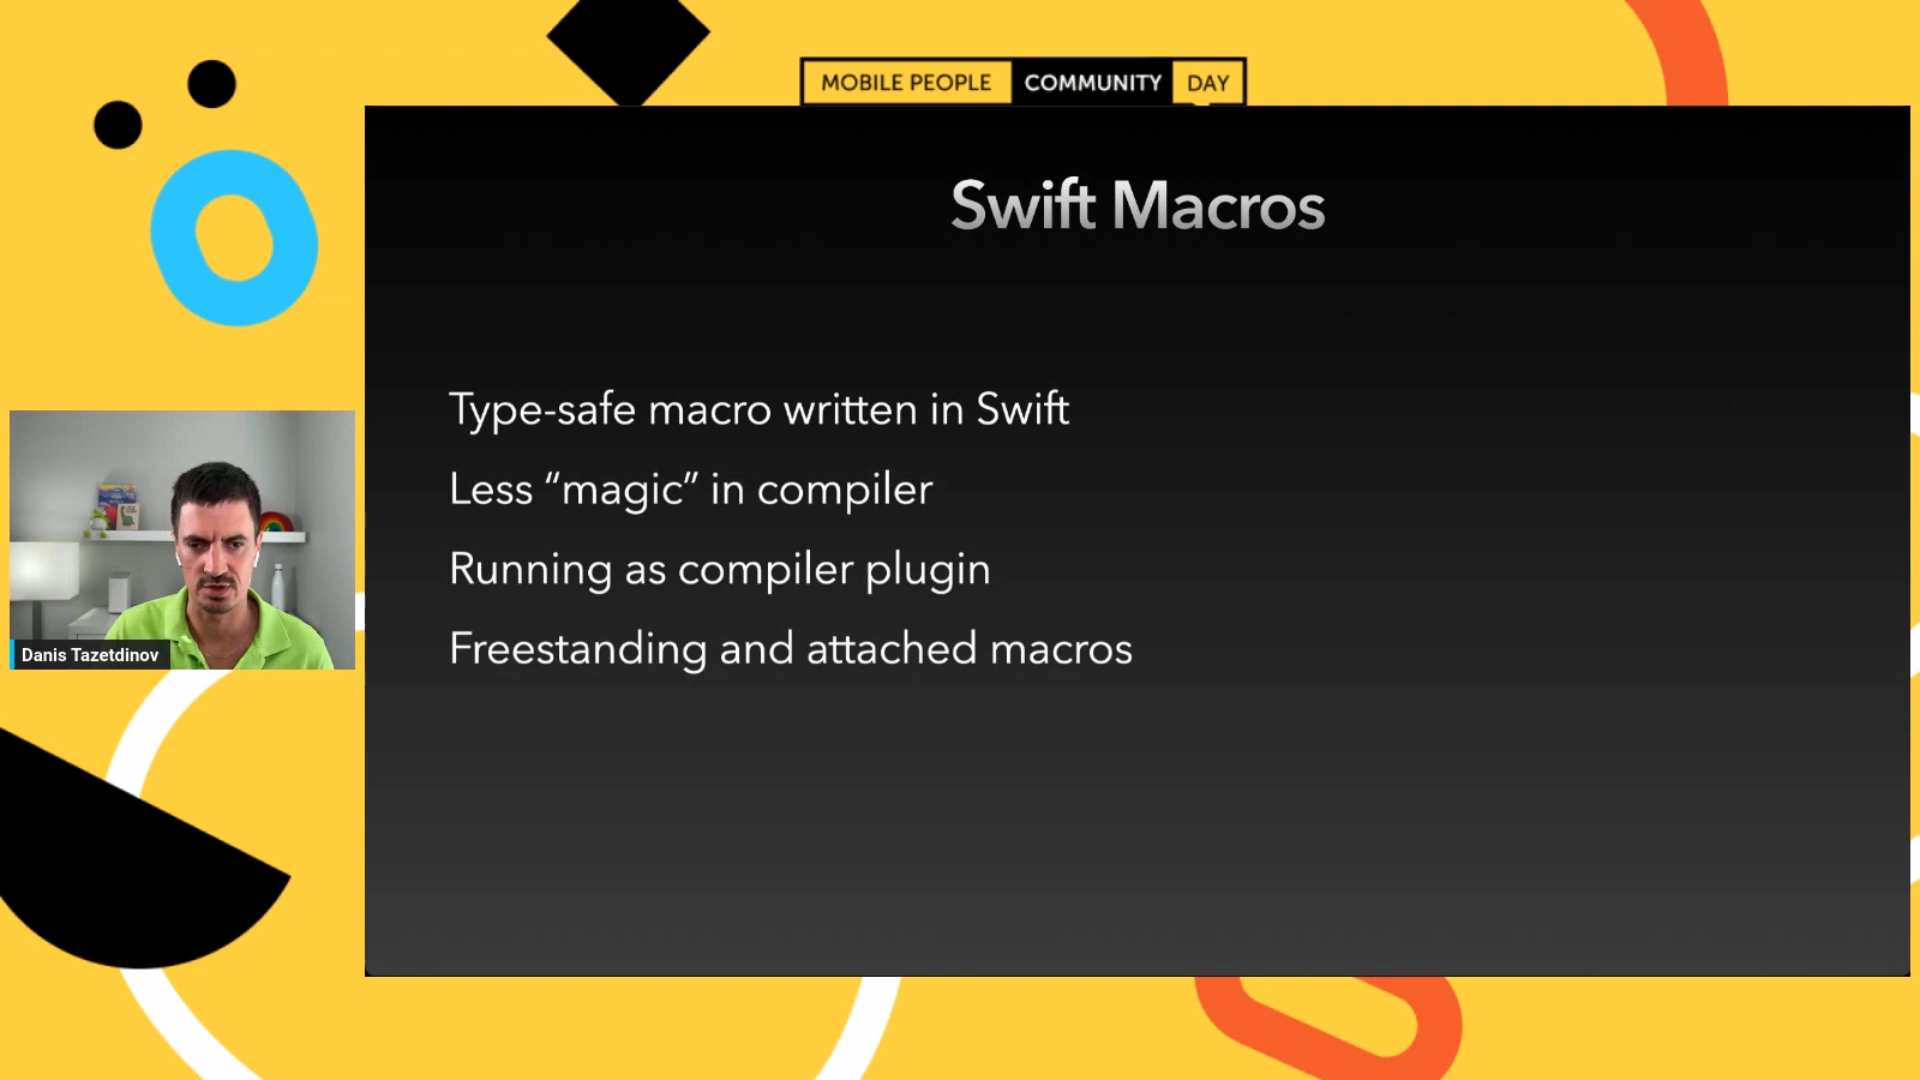 MOBILE PEOPLE COMMUNITY DAY
Swift Macros
Type-safe macro written in Swift
Less “magic” in compiler
Running as compiler plugin
Freestanding and attached macros
Danis Tazetdinov